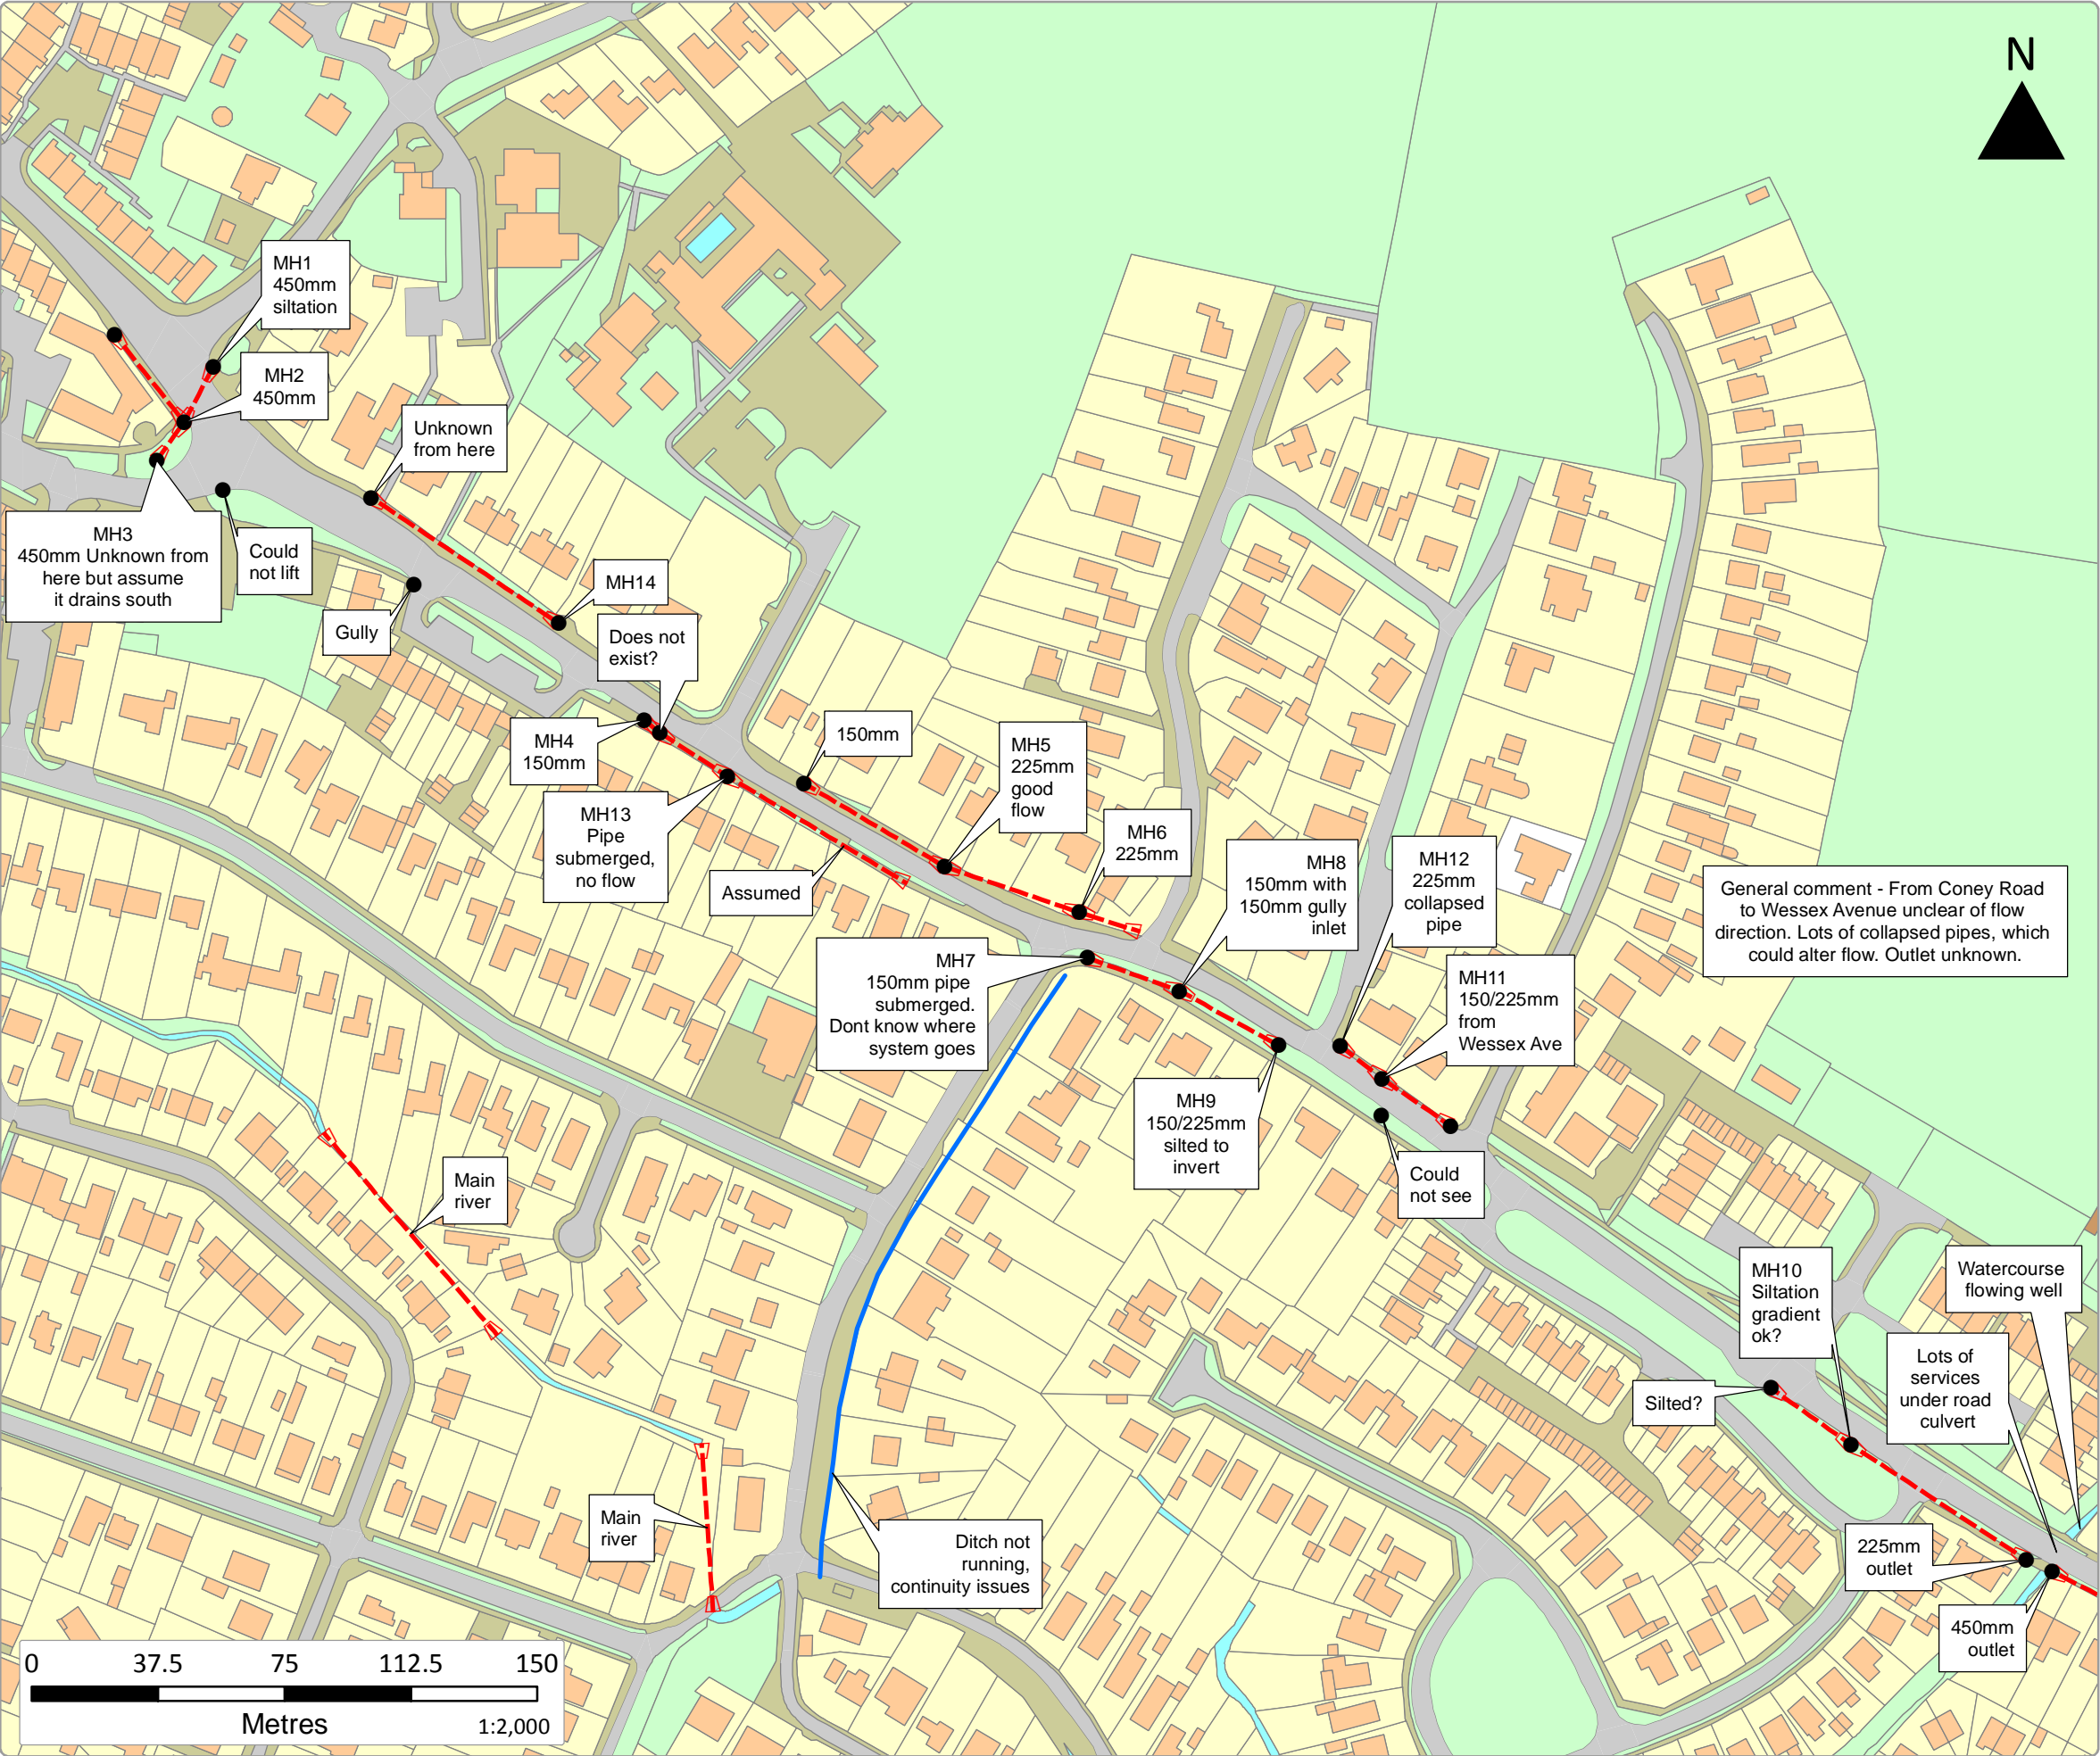 N
MH1
450mm
siltation
MH2
450mm
Unknown
from here
MH3
450mm Unknown from
here but assume
it drains south
Could
not lift
MH14
Gully
Does not
exist?
MH4
150mm
150mm
MH5
225mm
good
flow
MH13
Pipe
submerged,
no flow
MH6
225mm
Assumed
MH8
150mm with
150mm gully
inlet
MH12
225mm
collapsed
pipe
General comment - From Coney Road
to Wessex Avenue unclear of flow
direction. Lots of collapsed pipes, which
could alter flow. Outlet unknown.
MH7
150mm pipe
submerged.
Dont know where
system goes
MH11
150/225mm
from
Wessex Ave
MH9
150/225mm
silted to
invert
Could
not see
Main
river
MH10
Siltation
gradient
ok?
Watercourse
flowing well
Lots of
services
under road
culvert
Silted?
Main
river
Ditch not
running,
continuity issues
225mm
outlet
450mm
outlet
0 37.5 75 112.5 150
Metres 1:2,000